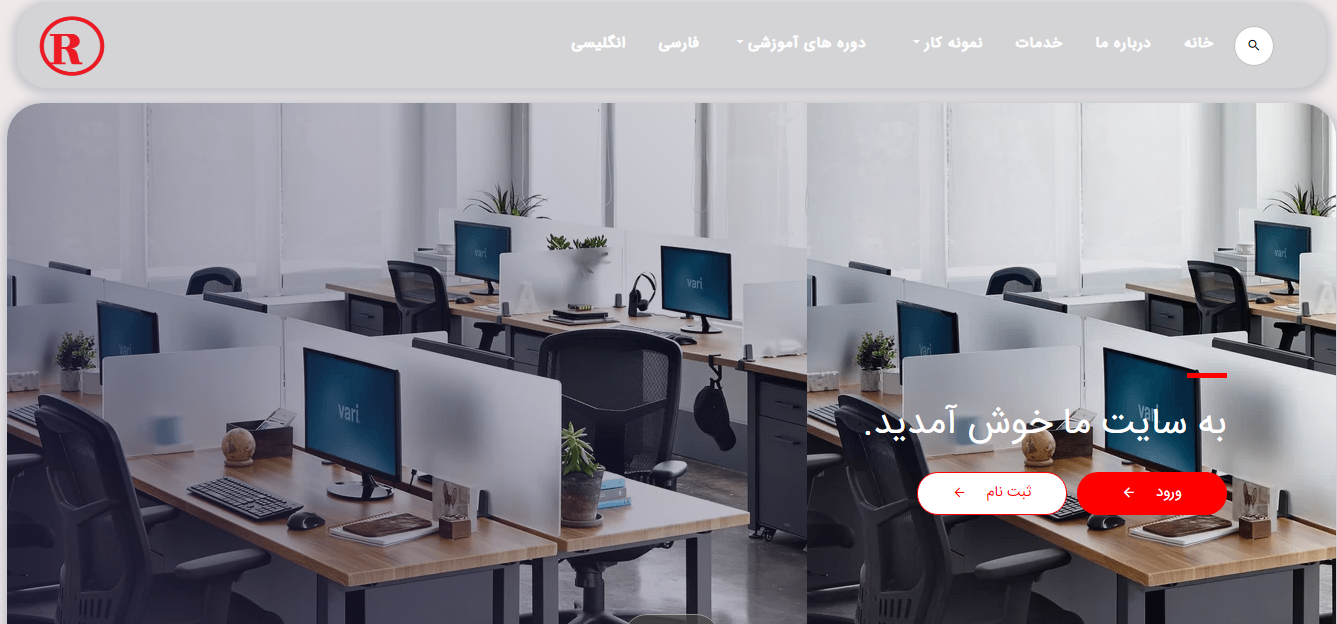 خانه درباره ما خدمات نمونه کار دوره های آموزشی فارسی انگلیسی
R
vari
vari
vari
vari
vari
vari
vari
به سایت ما خوش آمدید.
ورود ثبت نام